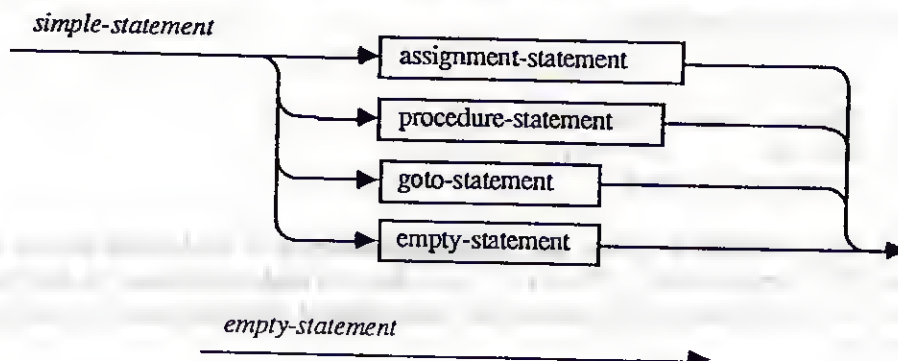 simple-statement
assignment-statement
procedure-statement
goto-statement
empty-statement
empty-statement